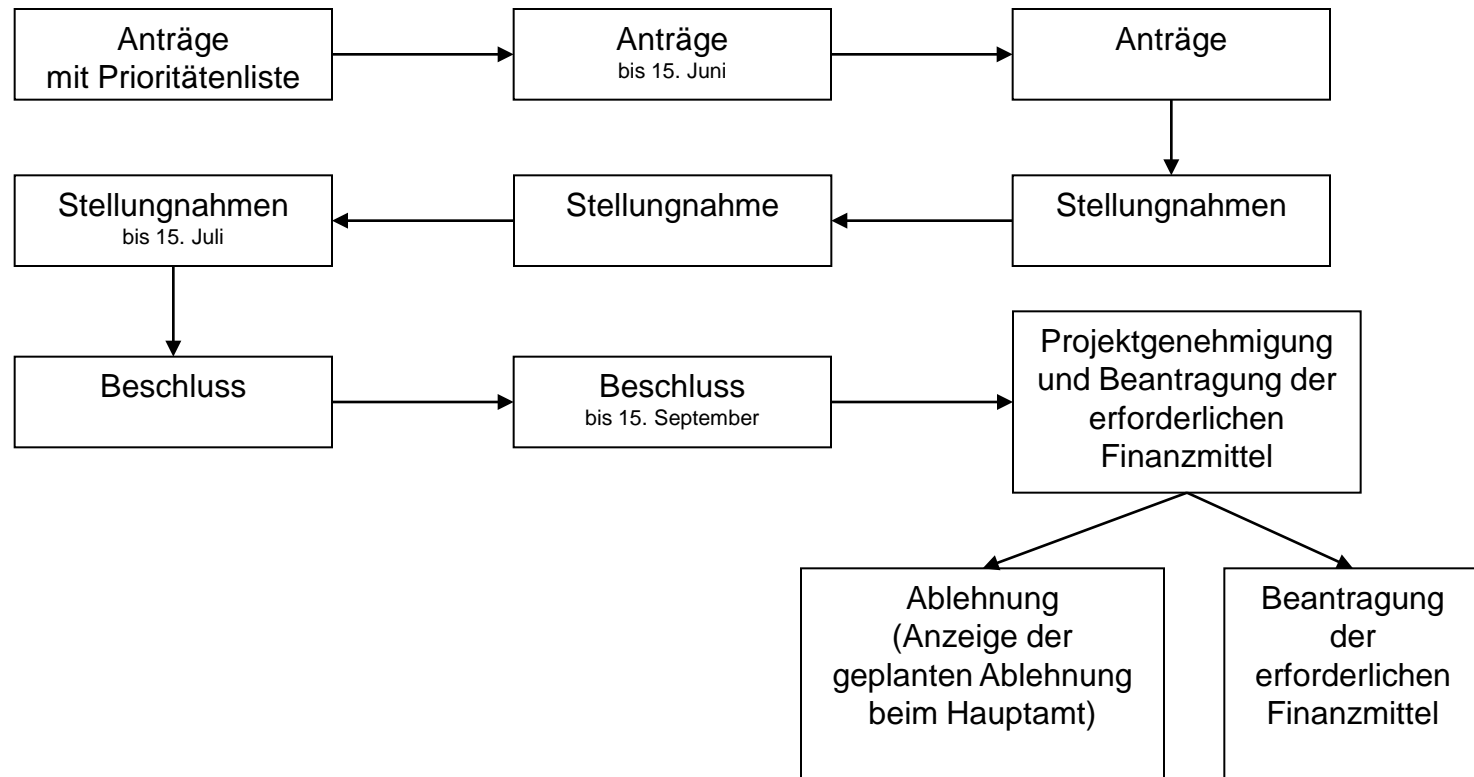 Anträge
mit Prioritätenliste
Anträge
bis 15. Juni
Anträge
Stellungnahmen
Stellungnahme
Stellungnahmen
bis 15. Juli
Beschluss
Beschluss
bis 15. September
Projektgenehmigung
und Beantragung der
erforderlichen
Finanzmittel
Ablehnung
(Anzeige der
geplanten Ablehnung
beim Hauptamt)
Beantragung
der
erforderlichen
Finanzmittel